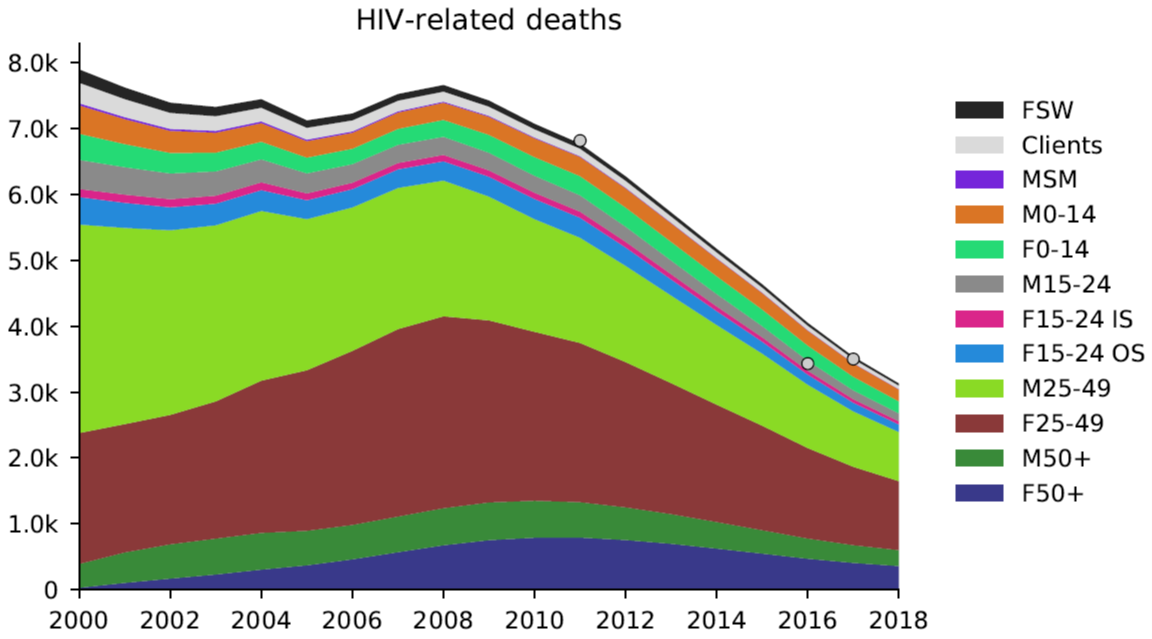 HIV-related deaths
8.0k
7.0k
6.0k
5.0k
4.0k
3.0k
2.0k
1.0k
0
2000 2002 2004 2006 2008 2010 2012 2014 2016 2018
FSW
Clients
MSM
M0-14
F0-14
M15-24
F15-24 IS
F15-24 OS
M25-49
F25-49
M50+
F50+